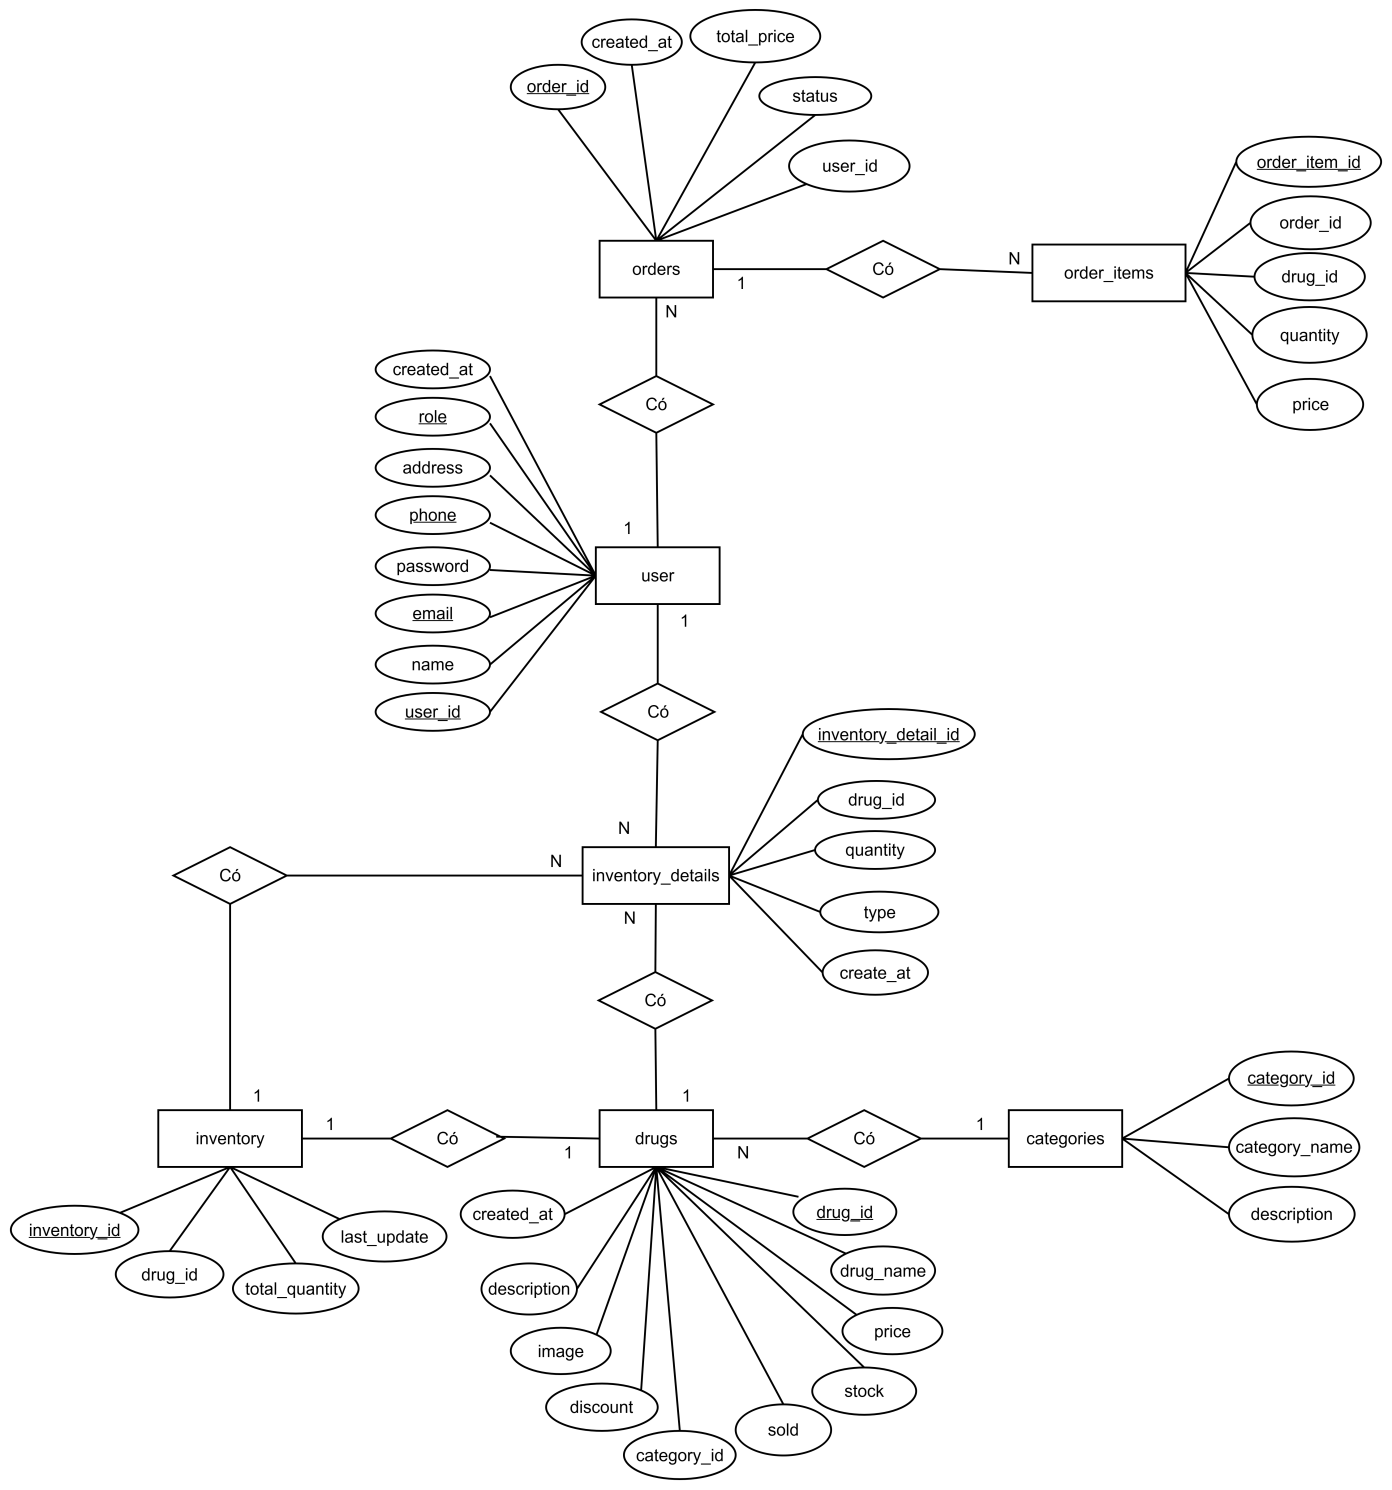 total_price
created_at
order_id
status
user_id
order_item_id
order_id
drug_id
quantity
price
orders
1
Có
N
order_items
N
Có
created_at
role
address
phone
password
email
name
user_id
1
user
1
Có
inventory_detail_id
drug_id
quantity
type
create_at
N
N
Có
inventory_details
N
Có
1
1
1
inventory
Có
1
drugs
N
Có
1
categories
category_id
category_name
description
inventory_id
drug_id
total_quantity
last_update
created_at
description
image
discount
category_id
sold
stock
price
drug_name
drug_id